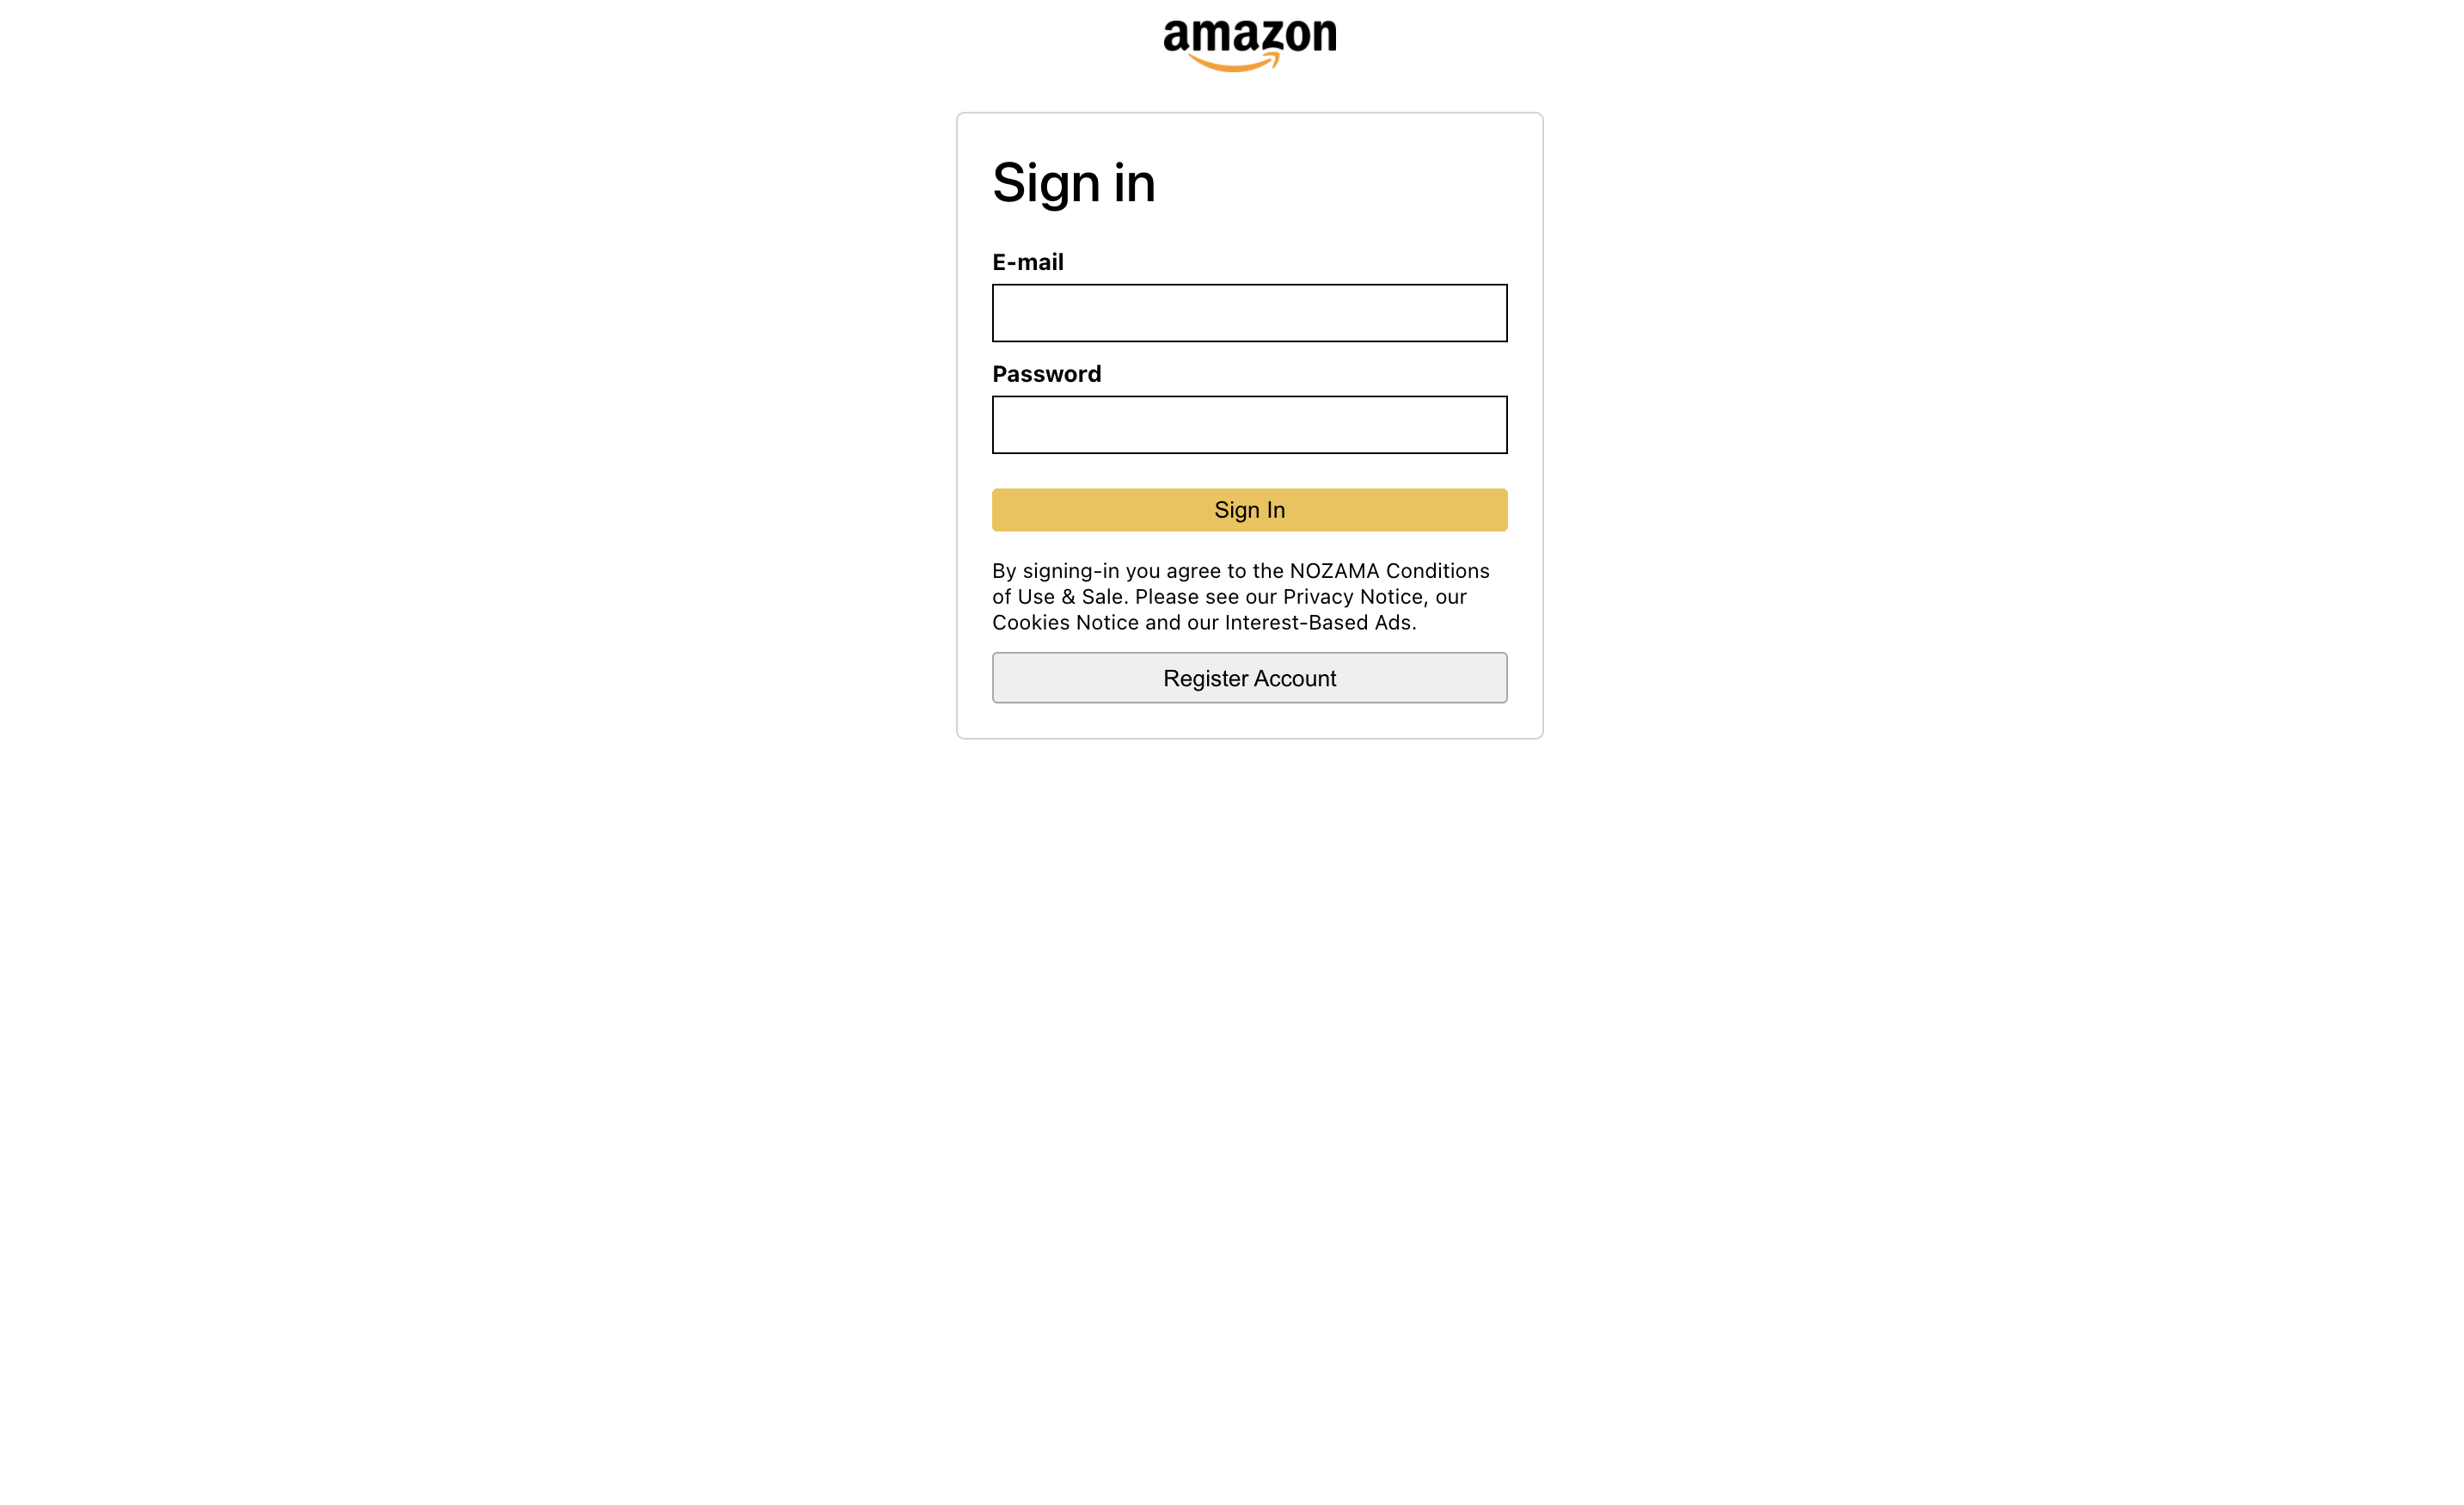 amazon
Sign in
E-mail
Password
Sign In
By signing-in you agree to the NOZAMA Conditions
of Use & Sale. Please see our Privacy Notice, our
Cookies Notice and our Interest-Based Ads.
Register Account